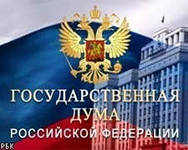 ГОСУДАРСТВЕННАЯ
ДУМА
РОССИЙСКОЙ ФЕДЕРАЦИИ
РБК